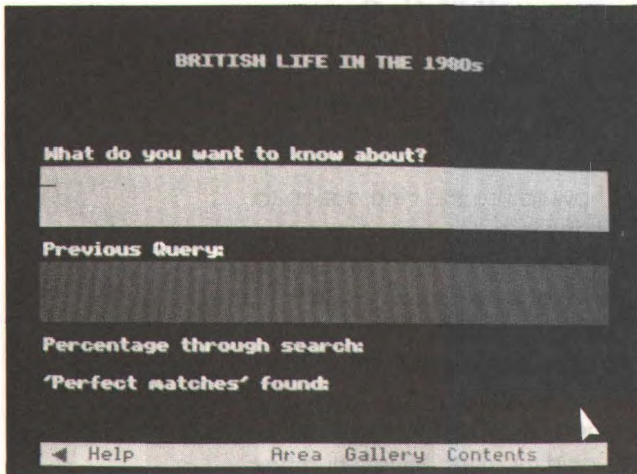 BRITISH LIFE IN THE 1980s
What do you want to know about?
Previous Query:
Percentage through search:
'Perfect matches' found:
◄ Help Area Gallery Contents